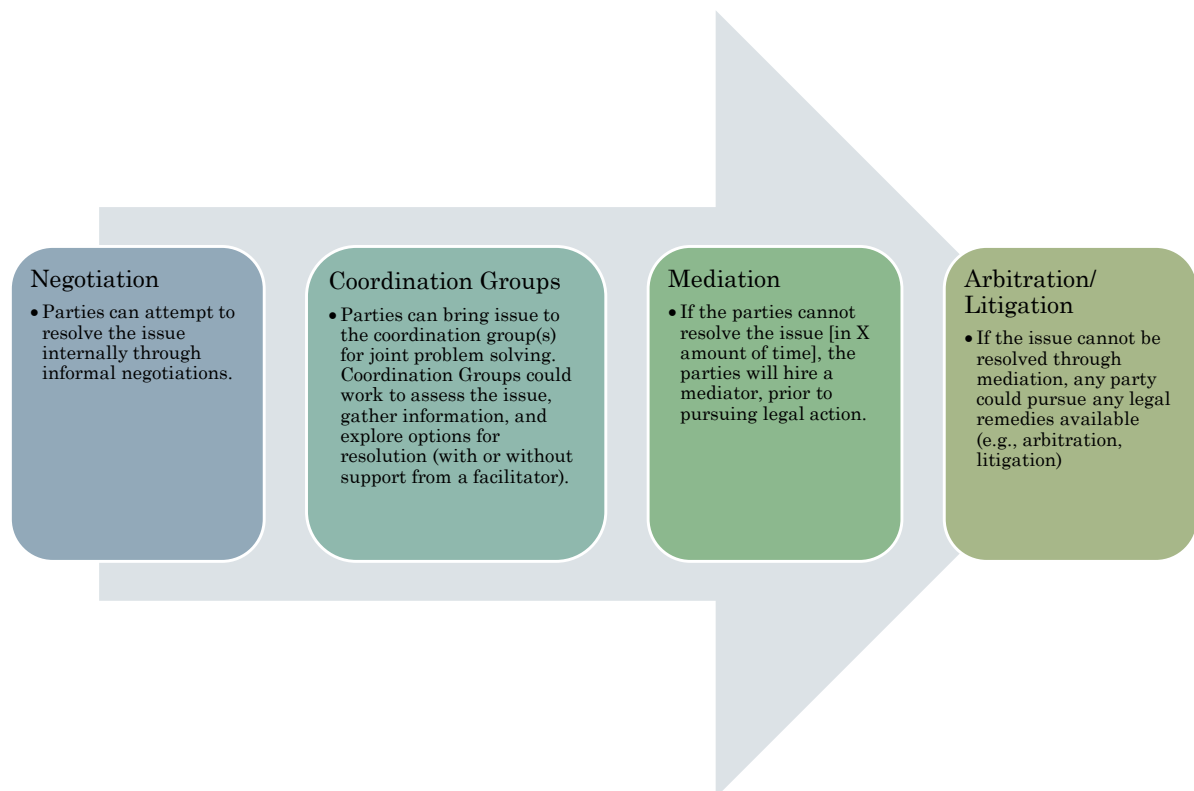 Negotiation
• Parties can attempt to
resolve the issue
internally through
informal negotiations.
Coordination Groups
• Parties can bring issue to
the coordination group(s)
for joint problem solving.
Coordination Groups could
work to assess the issue,
gather information, and
explore options for
resolution (with or without
support from a facilitator).
Mediation
• If the parties cannot
resolve the issue [in X
amount of time], the
parties will hire a
mediator, prior to
pursuing legal action.
Arbitration/
Litigation
• If the issue cannot be
resolved through
mediation, any party
could pursue any legal
remedies available
(e.g., arbitration,
litigation)